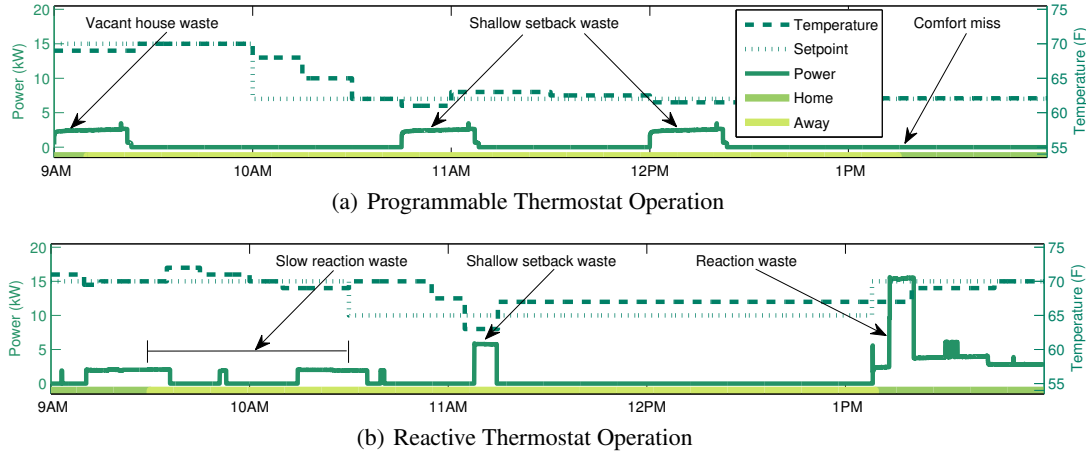 Vacant house waste
Shallow setback waste
Comfort miss
Power (kW)
20
15
10
5
0
Temperature
Setpoint
Power
Home
Away
75
70
65
60
55
Temperature (F)
9AM
10AM
11AM
12PM
1PM
(a) Programmable Thermostat Operation
Slow reaction waste
Shallow setback waste
Reaction waste
Power (kW)
20
15
10
5
0
75
70
65
60
55
Temperature (F)
9AM
10AM
11AM
12PM
1PM
(b) Reactive Thermostat Operation